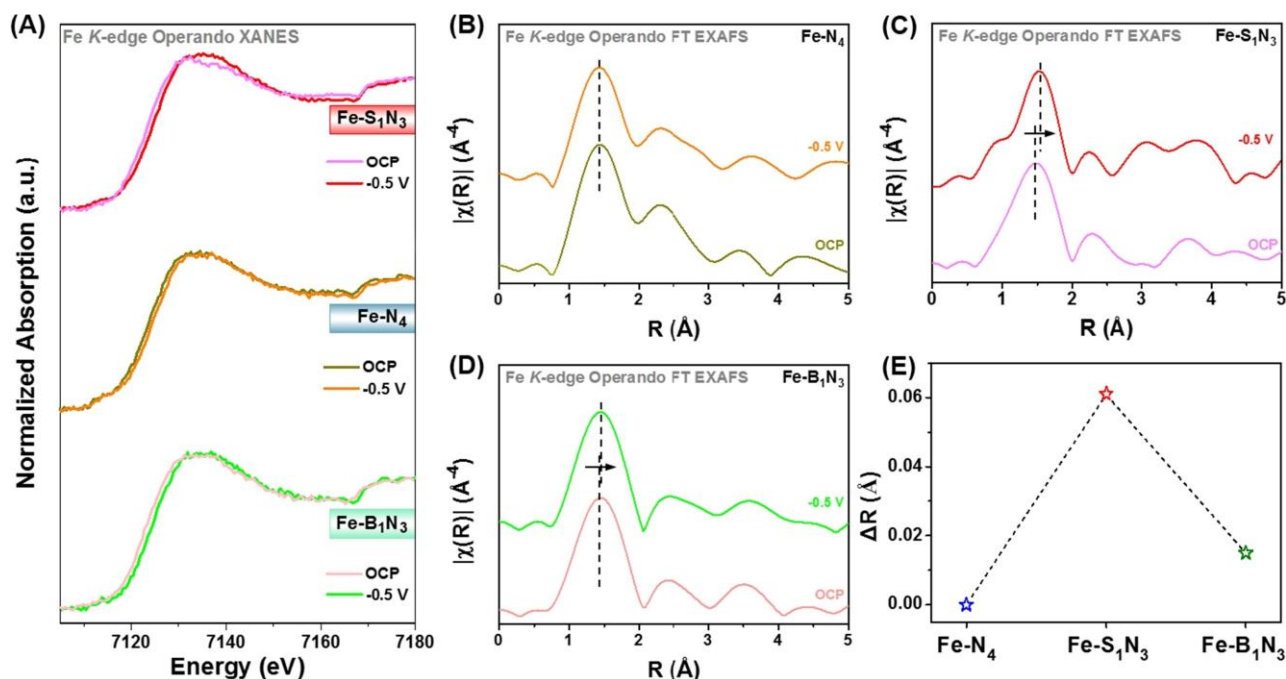 (A)
Fe K-edge Operando XANES
Fe-S₁N₃
OCP
-0.5 V
Fe-N₄
OCP
-0.5 V
Fe-B₁N₃
OCP
-0.5 V
Normalized Absorption (a.u.)
7120 7140 7160 7180
Energy (eV)
(B)
Fe K-edge Operando FT EXAFS Fe-N₄
-0.5 V
OCP
|χ(R)| (Å⁻⁴)
0 1 2 3 4 5
R (Å)
(C)
Fe K-edge Operando FT EXAFS Fe-S₁N₃
-0.5 V
OCP
|χ(R)| (Å⁻⁴)
0 1 2 3 4 5
R (Å)
(D)
Fe K-edge Operando FT EXAFS Fe-B₁N₃
-0.5 V
OCP
|χ(R)| (Å⁻⁴)
0 1 2 3 4 5
R (Å)
(E)
0.06
0.04
0.02
0.00
ΔR (Å)
Fe-N₄ Fe-S₁N₃ Fe-B₁N₃